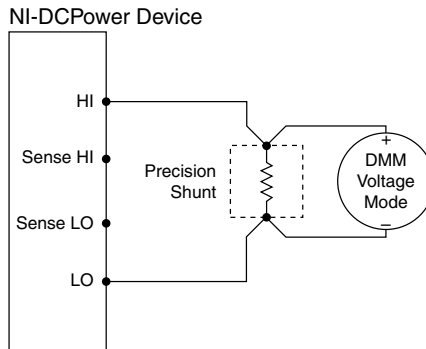 NI-DCPower Device
HI
Sense HI
Sense LO
LO
Precision
Shunt
+
DMM
Voltage
Mode
–